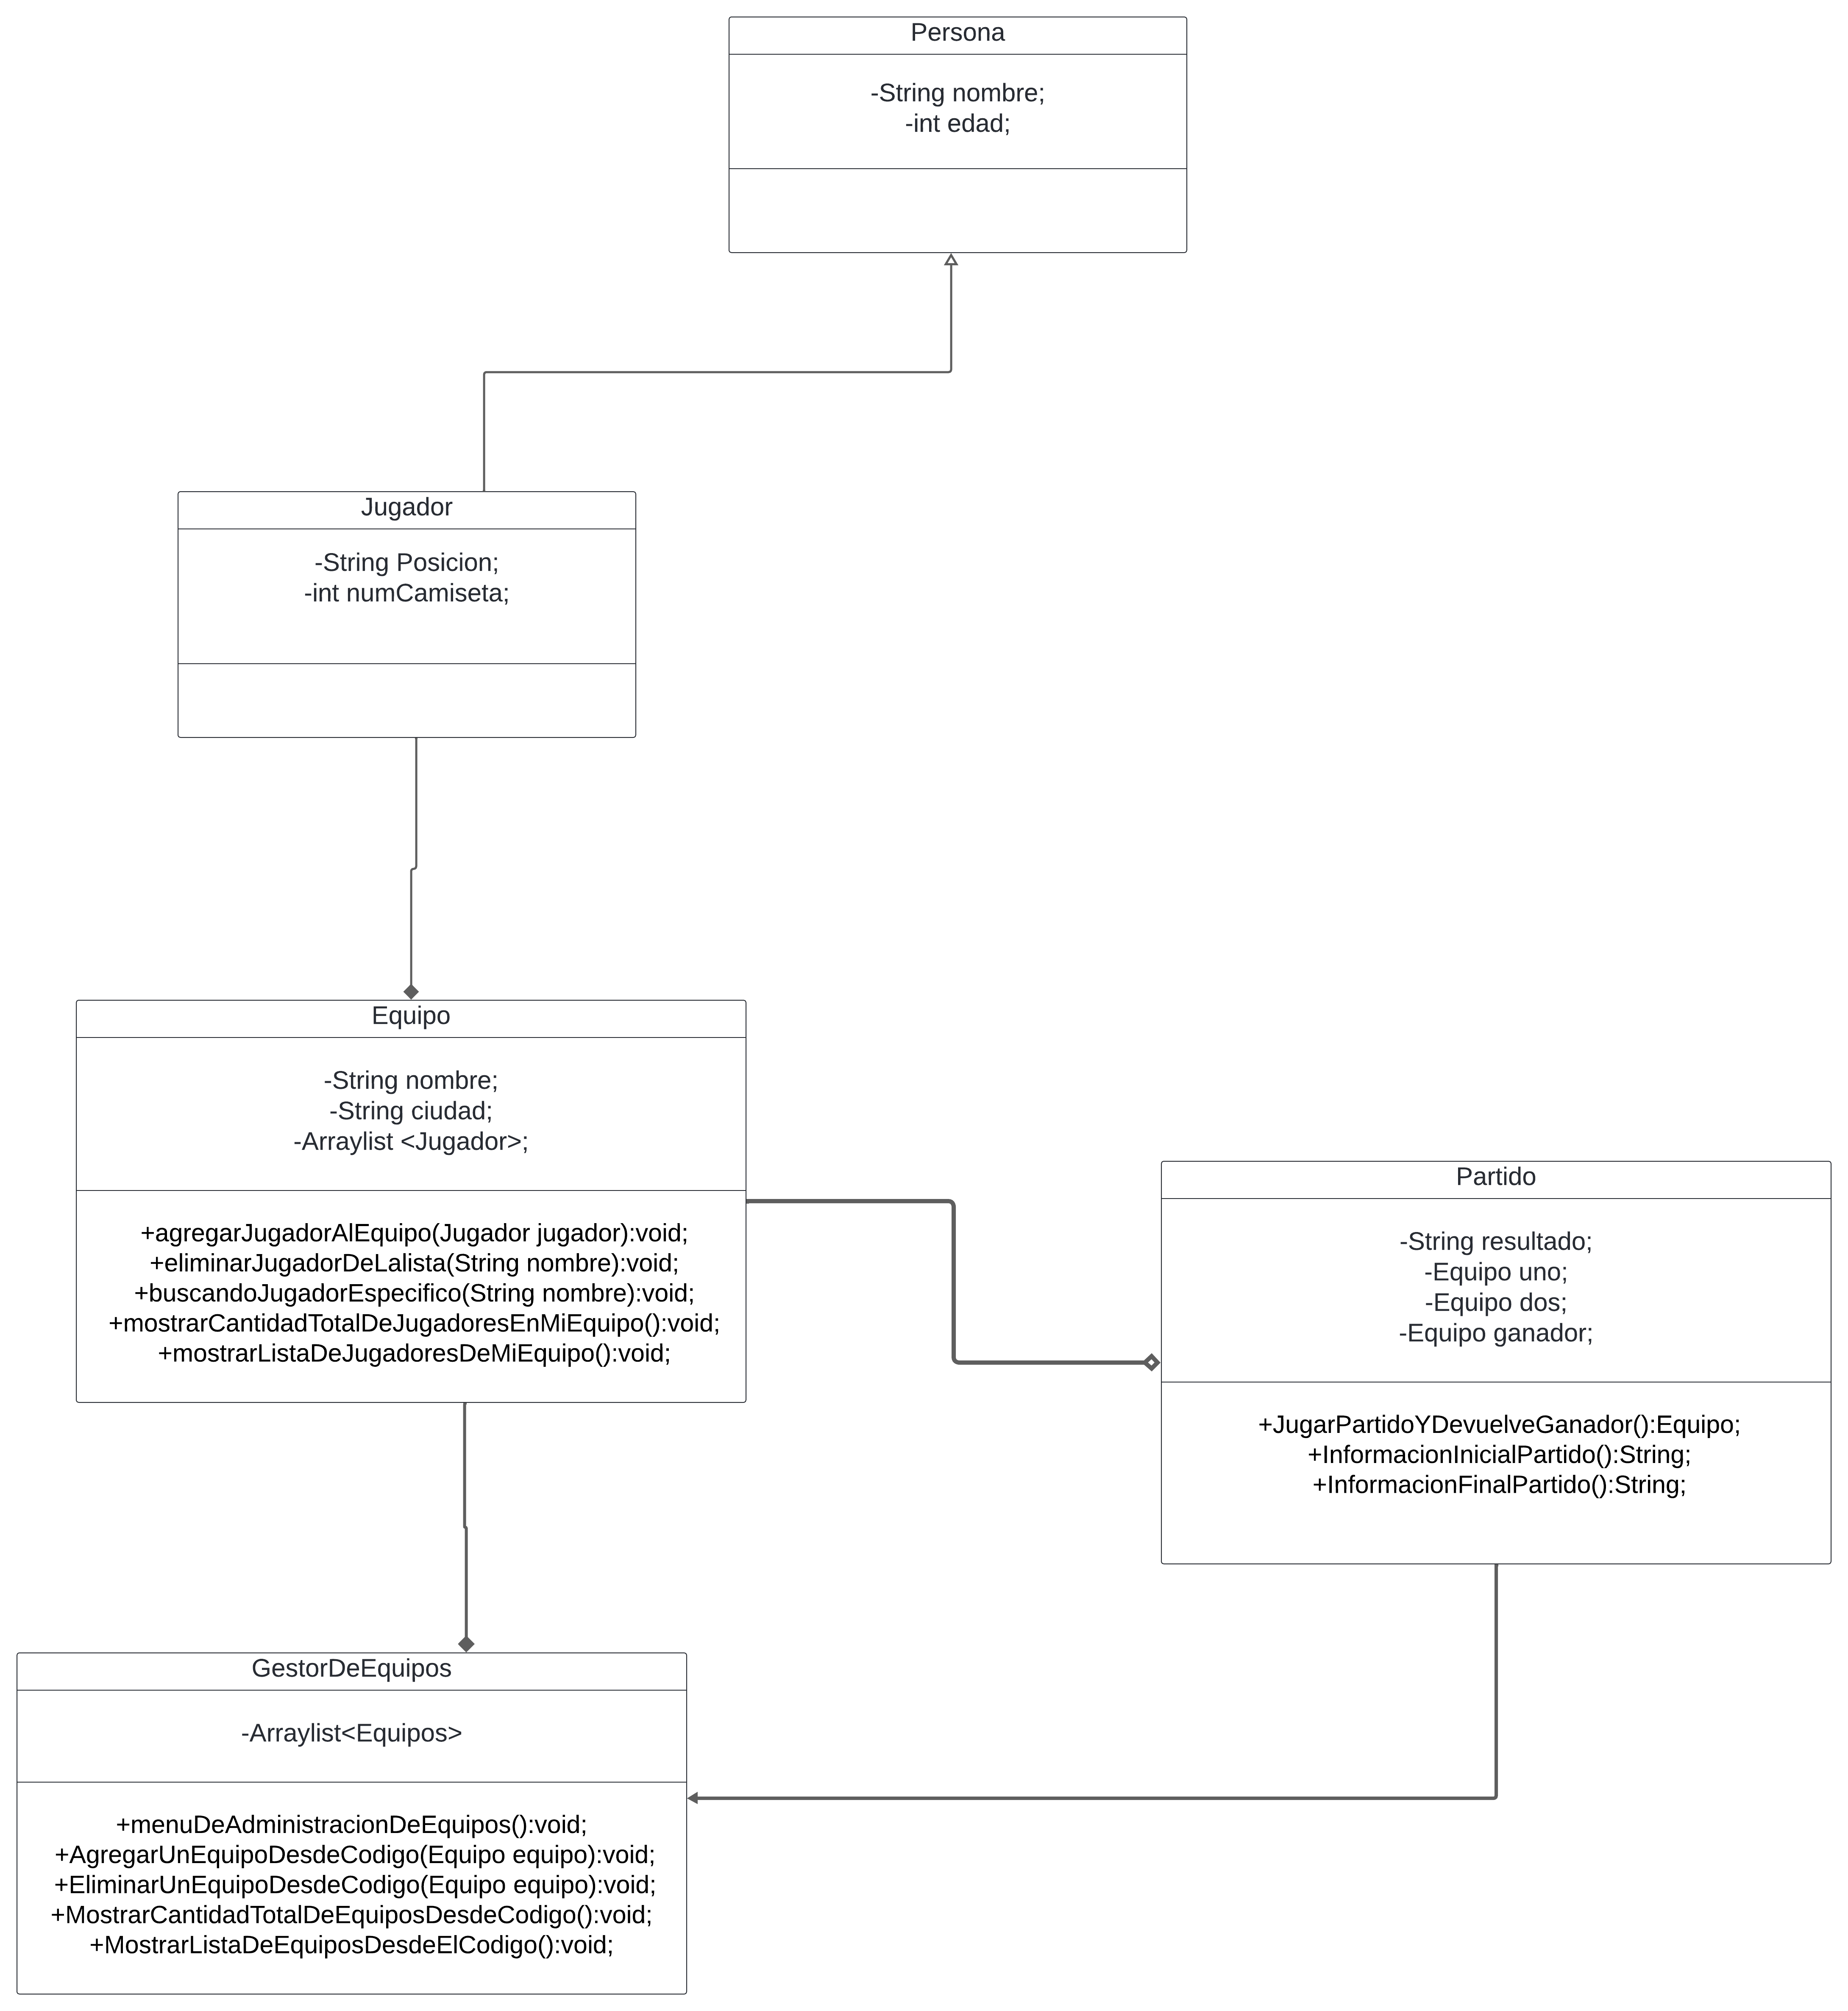 Persona
-String nombre;
-int edad;
Jugador
-String Posicion;
-int numCamiseta;
Equipo
-String nombre;
-String ciudad;
-Arraylist <Jugador>;
+agregarJugadorAlEquipo(Jugador jugador):void;
+eliminarJugadorDeLalista(String nombre):void;
+buscandoJugadorEspecifico(String nombre):void;
+mostrarCantidadTotalDeJugadoresEnMiEquipo():void;
+mostrarListaDeJugadoresDeMiEquipo():void;
Partido
-String resultado;
-Equipo uno;
-Equipo dos;
-Equipo ganador;
+JugarPartidoYDevuelveGanador():Equipo;
+InformacionInicialPartido():String;
+InformacionFinalPartido():String;
GestorDeEquipos
-Arraylist<Equipos>
+menuDeAdministracionDeEquipos():void;
+AgregarUnEquipoDesdeCodigo(Equipo equipo):void;
+EliminarUnEquipoDesdeCodigo(Equipo equipo):void;
+MostrarCantidadTotalDeEquiposDesdeCodigo():void;
+MostrarListaDeEquiposDesdeElCodigo():void;